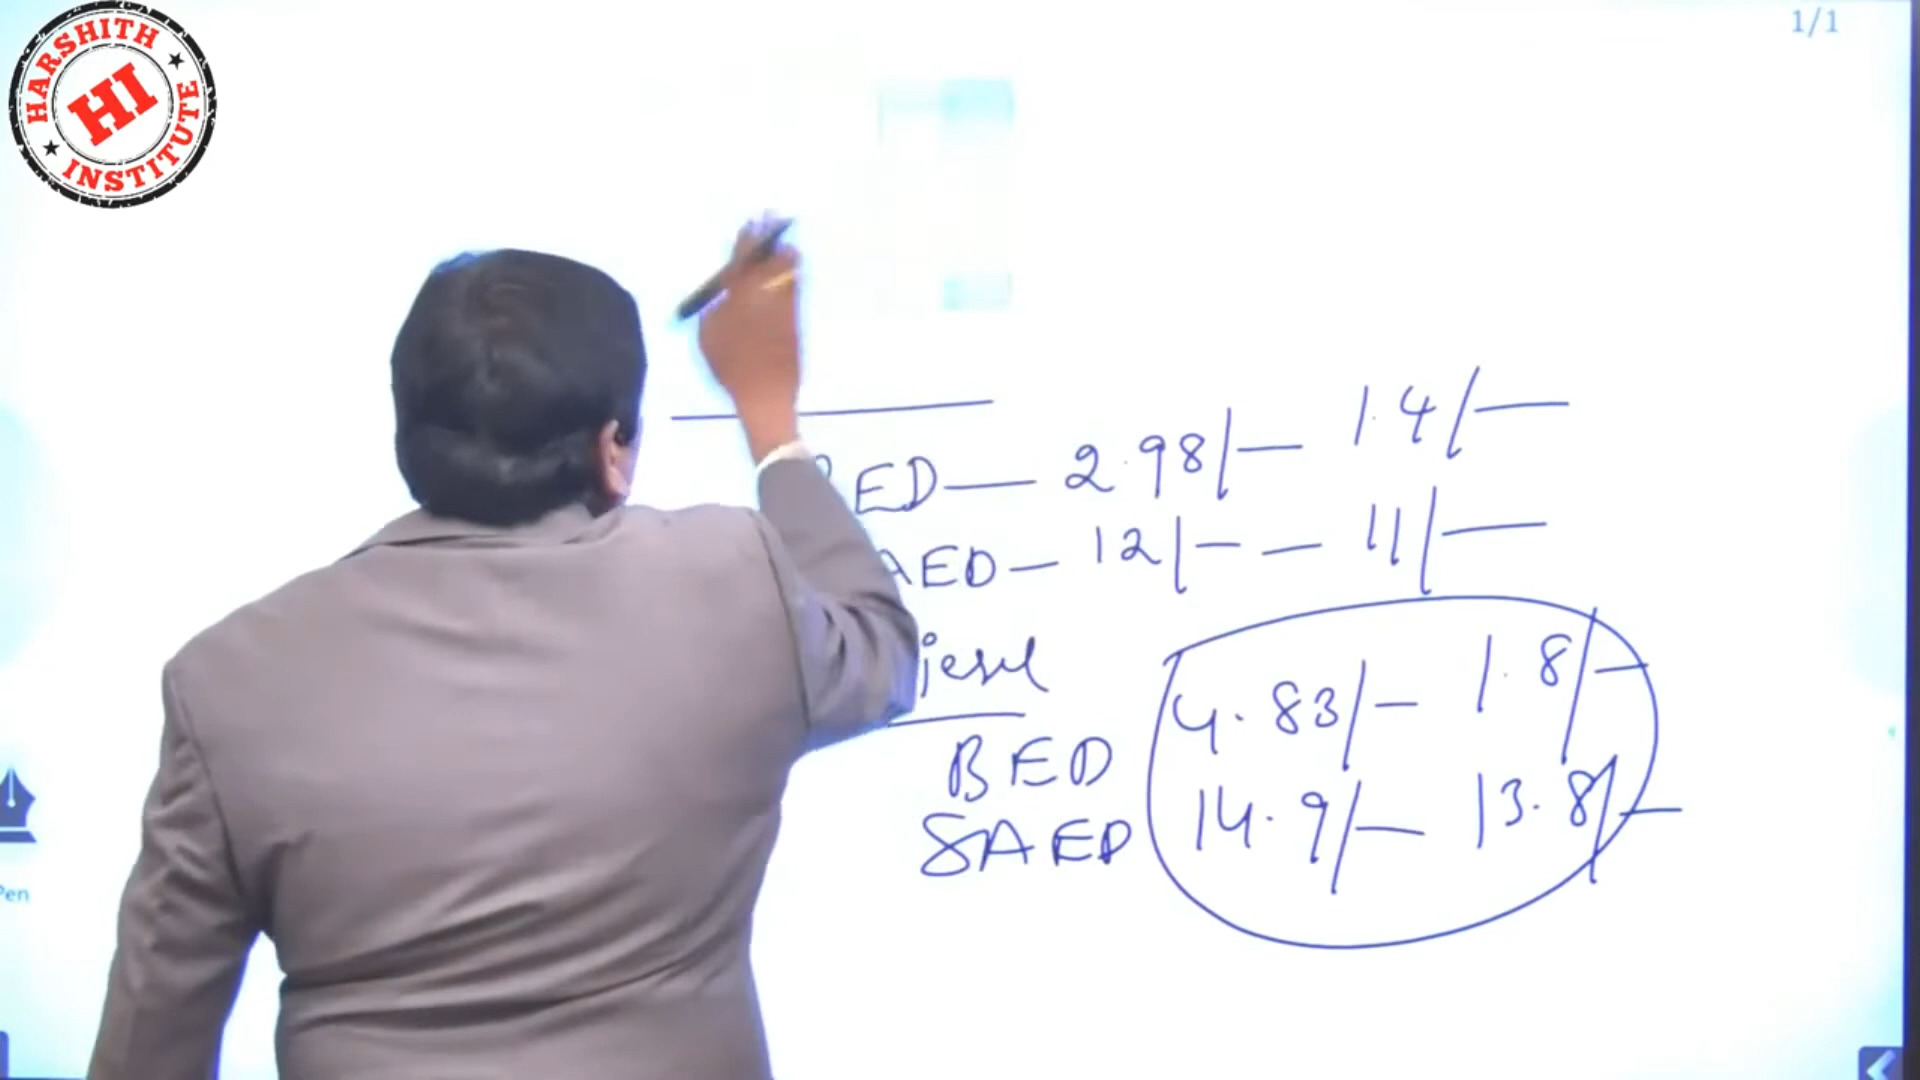 HARSHITH
HI
INSTITUTE
1/1
BED — 2.98/— 1.4/—
AED — 12/— — 11/—
iesel
BED 4.83/— 1.8/—
SAED 14.9/— 13.8/—
Pen